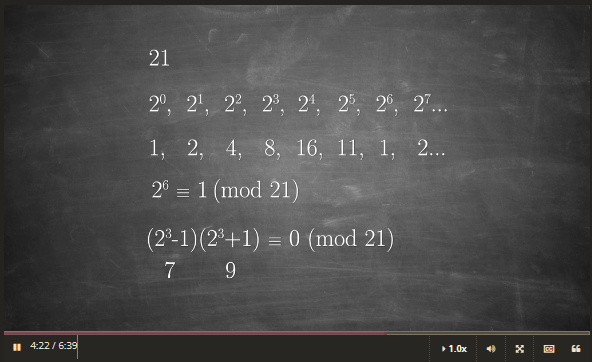 21
2⁰, 2¹, 2², 2³, 2⁴, 2⁵, 2⁶, 2⁷...
1, 2, 4, 8, 16, 11, 1, 2...
2⁶ ≡ 1 (mod 21)
(2³-1)(2³+1) ≡ 0 (mod 21)
7 9
4:22 / 6:39 1.0x CC